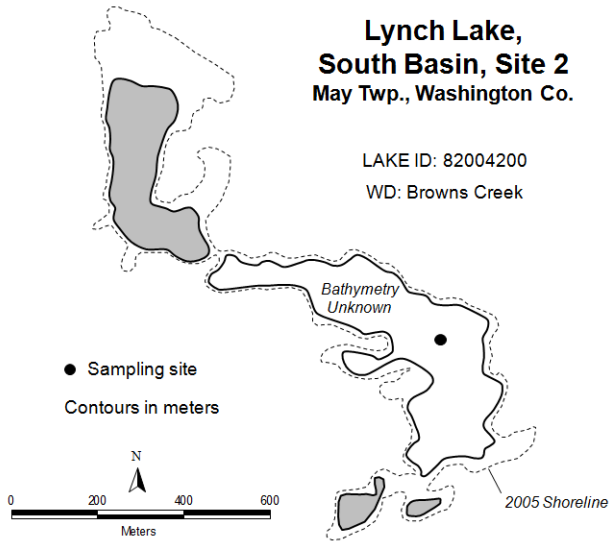 Lynch Lake,
South Basin, Site 2
May Twp., Washington Co.
LAKE ID: 82004200
WD: Browns Creek
Bathymetry
Unknown
Sampling site
Contours in meters
N
0 200 400 600
Meters
2005 Shoreline